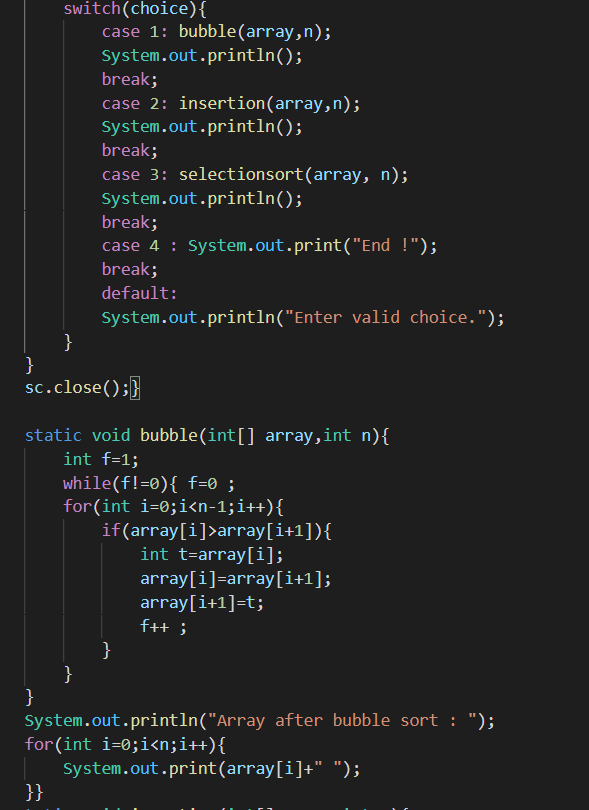 switch(choice){
case 1: bubble(array,n);
System.out.println();
break;
case 2: insertion(array,n);
System.out.println();
break;
case 3: selectionsort(array, n);
System.out.println();
break;
case 4 : System.out.print("End !");
break;
default:
System.out.println("Enter valid choice.");
}
}
sc.close();}
static void bubble(int[] array,int n){
int f=1;
while(f!=0){ f=0 ;
for(int i=0;i<n-1;i++){
if(array[i]>array[i+1]){
int t=array[i];
array[i]=array[i+1];
array[i+1]=t;
f++ ;
}
}
}
System.out.println("Array after bubble sort : ");
for(int i=0;i<n;i++){
System.out.print(array[i]+" ");
}}